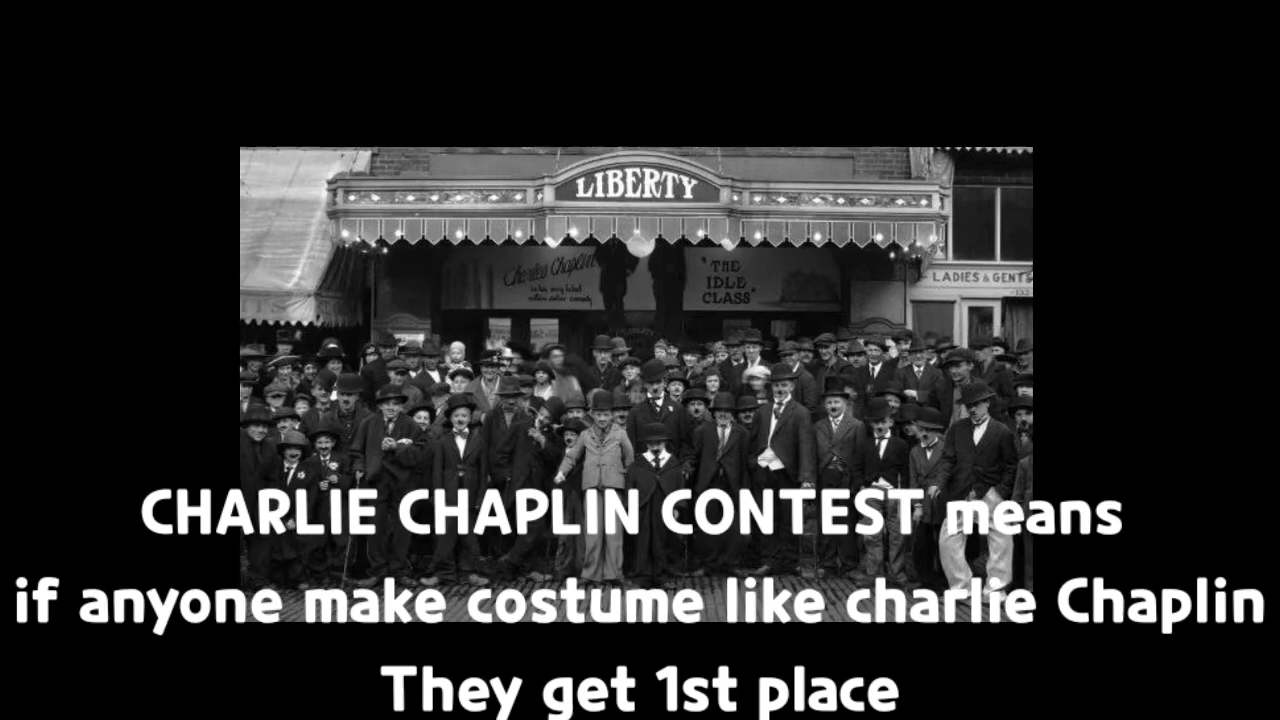 LIBERTY
Charles Chaplin
"THE
IDLE
CLASS"
LADIES & GENTS
CHARLIE CHAPLIN CONTEST means
if anyone make costume like charlie Chaplin
They get 1st place